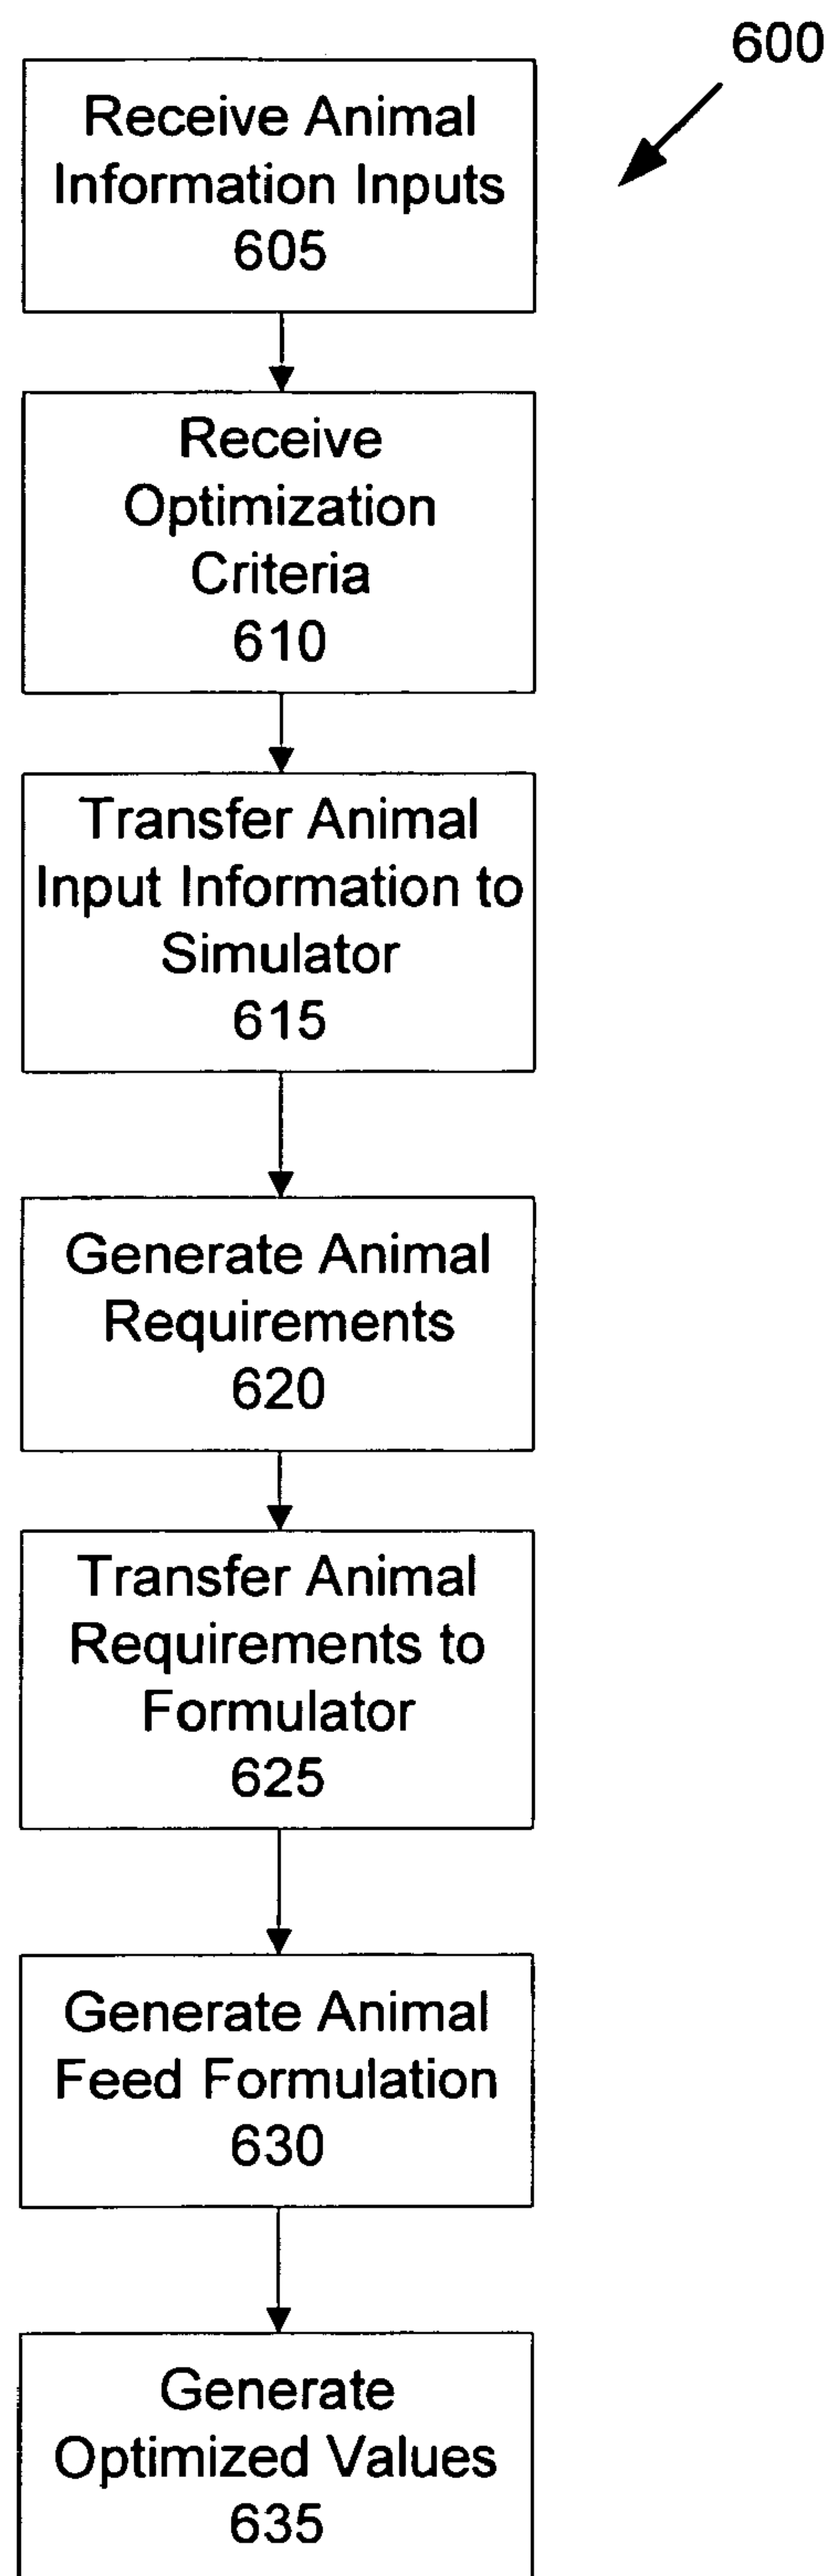 600
Receive Animal
Information Inputs
605
Receive
Optimization
Criteria
610
Transfer Animal
Input Information to
Simulator
615
Generate Animal
Requirements
620
Transfer Animal
Requirements to
Formulator
625
Generate Animal
Feed Formulation
630
Generate
Optimized Values
635